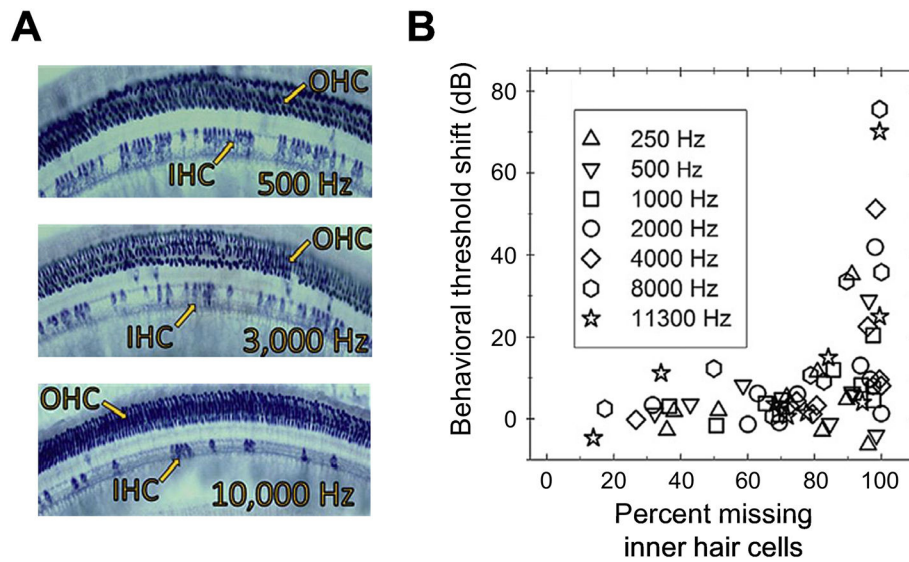 A
OHC
IHC
500 Hz
OHC
IHC
3,000 Hz
OHC
IHC
10,000 Hz
B
Behavioral threshold shift (dB)
80
60
40
20
0
250 Hz
500 Hz
1000 Hz
2000 Hz
4000 Hz
8000 Hz
11300 Hz
0 20 40 60 80 100
Percent missing
inner hair cells